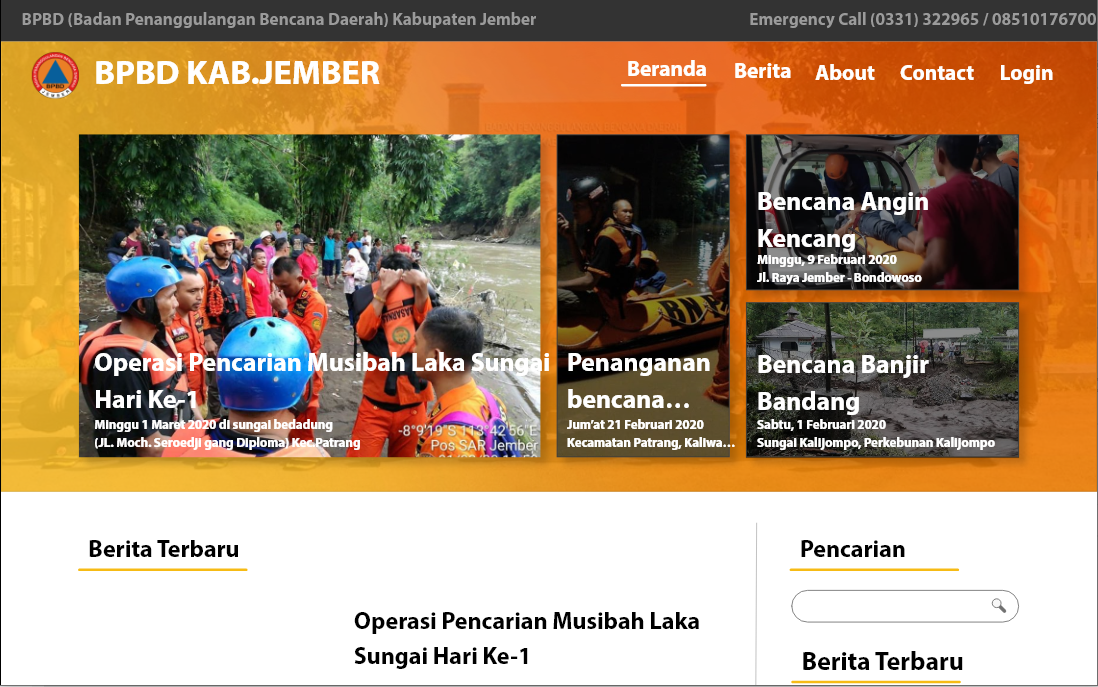 BPBD (Badan Penanggulangan Bencana Daerah) Kabupaten Jember
Emergency Call (0331) 322965 / 08510176700
BPBD
JEMBER
BPBD KAB.JEMBER
Beranda
Berita
About
Contact
Login
Operasi Pencarian Musibah Laka Sungai
Hari Ke-1
Minggu 1 Maret 2020 di sungai bedadung
(JL. Moch. Seroedji gang Diploma) Kec.Patrang
-8°9'19"S 113°42'56"E
Pos SAR Jember
Penanganan
bencana...
Jum'at 21 Februari 2020
Kecamatan Patrang, Kaliwa...
Bencana Angin
Kencang
Minggu, 9 Februari 2020
Jl. Raya Jember - Bondowoso
Bencana Banjir
Bandang
Sabtu, 1 Februari 2020
Sungai Kalijompo, Perkebunan Kalijompo
Berita Terbaru
Operasi Pencarian Musibah Laka
Sungai Hari Ke-1
Pencarian
Berita Terbaru